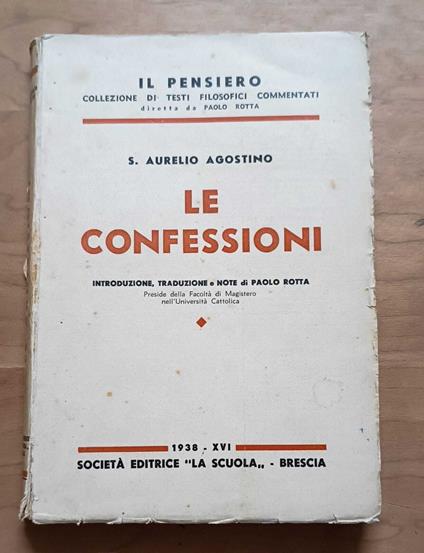 IL PENSIERO
COLLEZIONE DI TESTI FILOSOFICI COMMENTATI
diretta da PAOLO ROTTA
S. AURELIO AGOSTINO
LE
CONFESSIONI
INTRODUZIONE, TRADUZIONE e NOTE di PAOLO ROTTA
Preside della Facoltà di Magistero
nell'Università Cattolica
1938 - XVI
SOCIETÀ EDITRICE "LA SCUOLA„ - BRESCIA